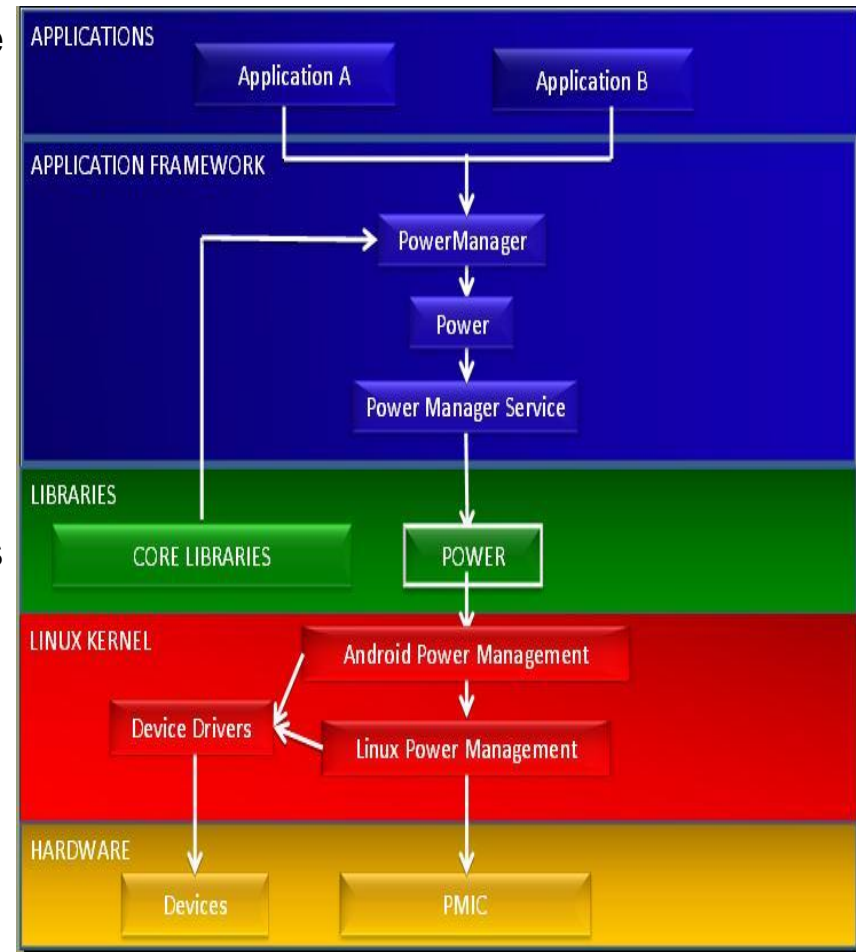 e
APPLICATIONS
Application A
Application B
APPLICATION FRAMEWORK
PowerManager
Power
Power Manager Service
LIBRARIES
CORE LIBRARIES
POWER
s
LINUX KERNEL
Android Power Management
Device Drivers
Linux Power Management
HARDWARE
Devices
PMIC